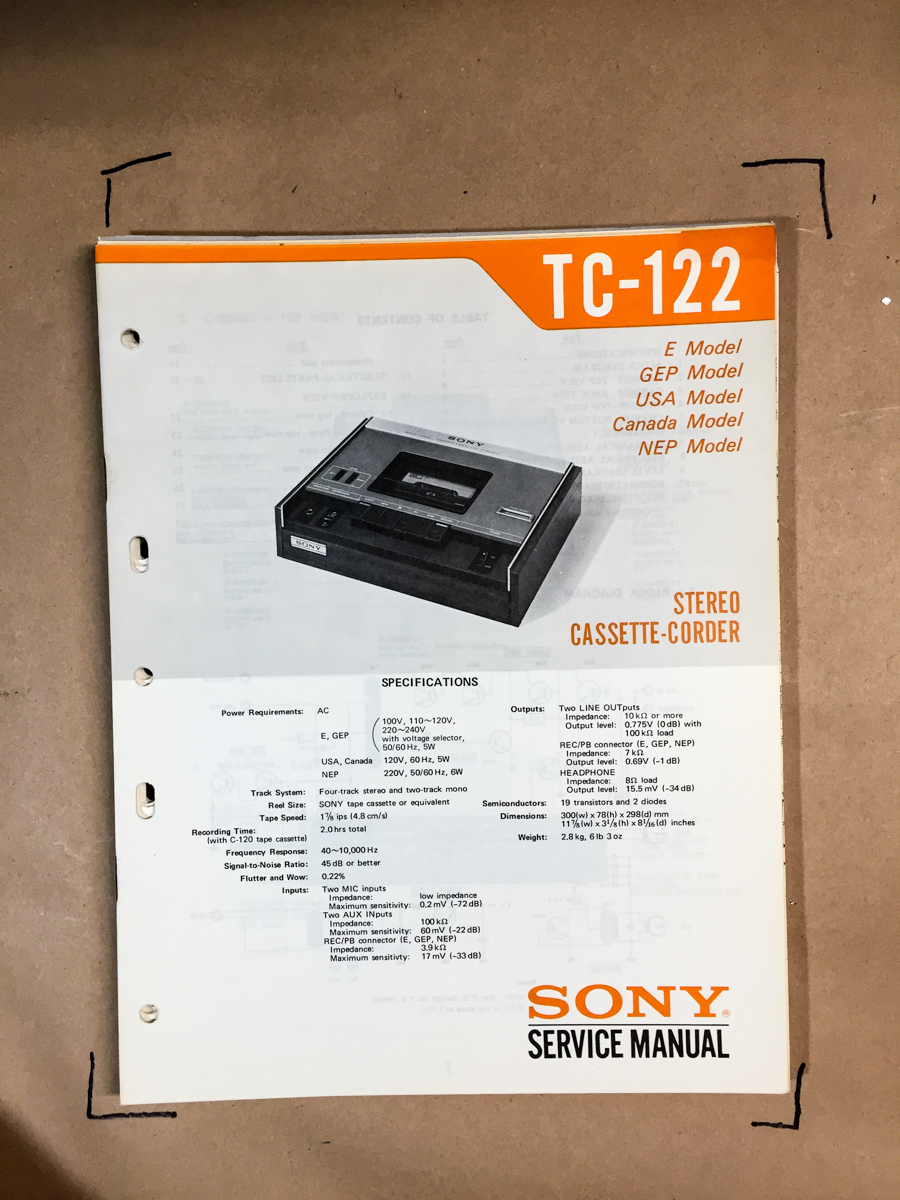 TC-122
E Model
GEP Model
USA Model
Canada Model
NEP Model
SONY
SONY
STEREO
CASSETTE-CORDER
SPECIFICATIONS
Power Requirements: AC
E, GEP
100V, 110~120V,
220~240V
with voltage selector,
50/60 Hz, 5W
USA, Canada 120V, 60 Hz, 5W
NEP 220V, 50/60 Hz, 6W
Track System: Four-track stereo and two-track mono
Reel Size: SONY tape cassette or equivalent
Tape Speed: 1⅞ ips (4.8 cm/s)
Recording Time: 2.0 hrs total
(with C-120 tape cassette)
Frequency Response: 40~10,000 Hz
Signal-to-Noise Ratio: 45 dB or better
Flutter and Wow: 0.22%
Inputs: Two MIC inputs
Impedance: low impedance
Maximum sensitivity: 0.2 mV (-72 dB)
Two AUX INputs
Impedance: 100 kΩ
Maximum sensitivity: 60 mV (-22 dB)
REC/PB connector (E, GEP, NEP)
Impedance: 3.9 kΩ
Maximum sensitivty: 17 mV (-33 dB)
Outputs: Two LINE OUTputs
Impedance: 10 kΩ or more
Output level: 0.775V (0 dB) with
100 kΩ load
REC/PB connector (E, GEP, NEP)
Impedance: 7 kΩ
Output level: 0.69V (-1 dB)
HEADPHONE
Impedance: 8Ω load
Output level: 15.5 mV (-34 dB)
Semiconductors: 19 transistors and 2 diodes
Dimensions: 300(w) x 78(h) x 298(d) mm
11⅞(w) x 3⅛(h) x 8 1/16(d) inches
Weight: 2.8 kg, 6 lb 3 oz
SONY®
SERVICE MANUAL